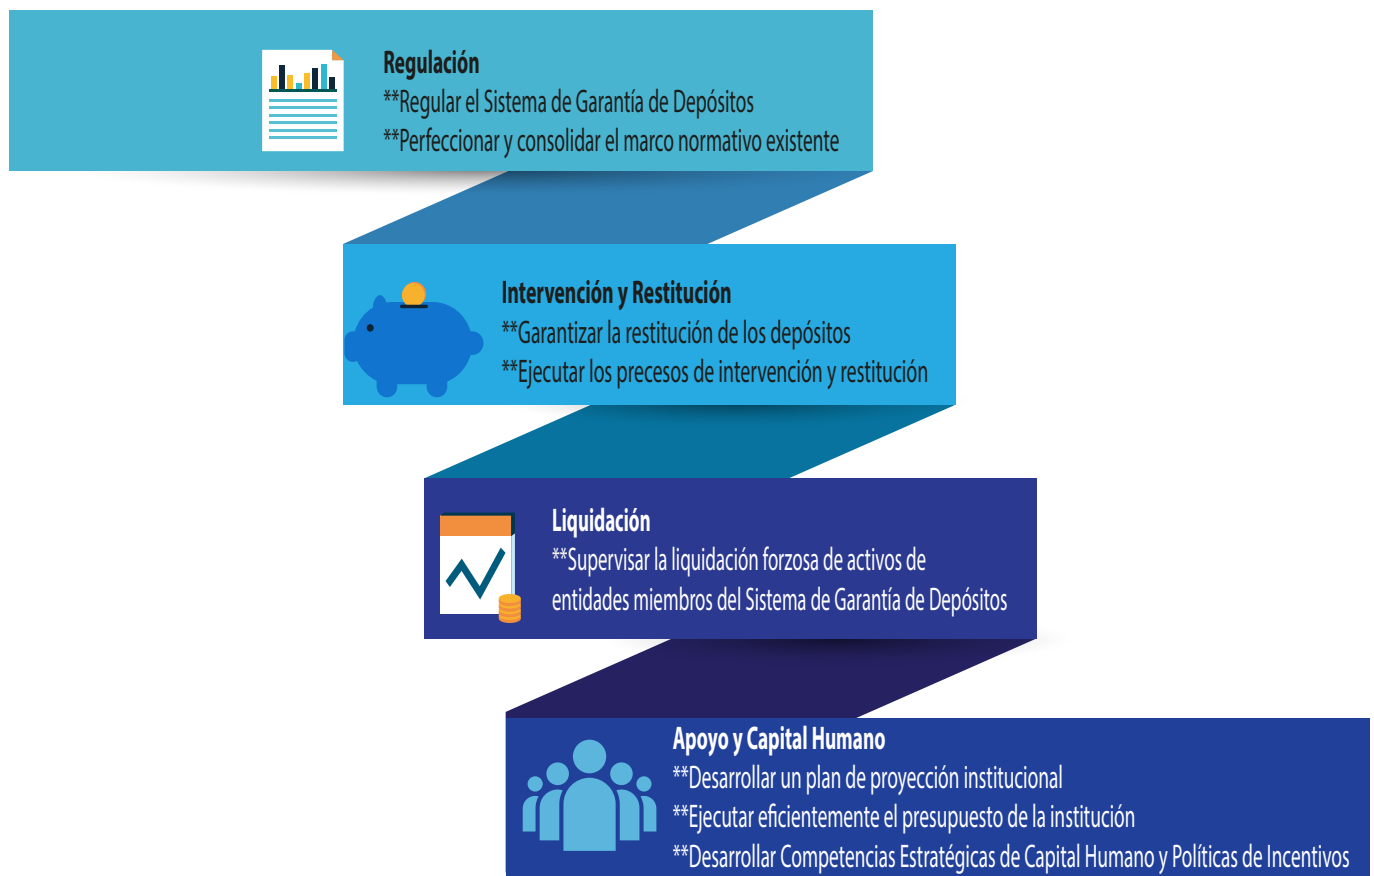 Regulación
**Regular el Sistema de Garantía de Depósitos
**Perfeccionar y consolidar el marco normativo existente
Intervención y Restitución
**Garantizar la restitución de los depósitos
**Ejecutar los precesos de intervención y restitución
Liquidación
**Supervisar la liquidación forzosa de activos de
entidades miembros del Sistema de Garantía de Depósitos
Apoyo y Capital Humano
**Desarrollar un plan de proyección institucional
**Ejecutar eficientemente el presupuesto de la institución
**Desarrollar Competencias Estratégicas de Capital Humano y Políticas de Incentivos